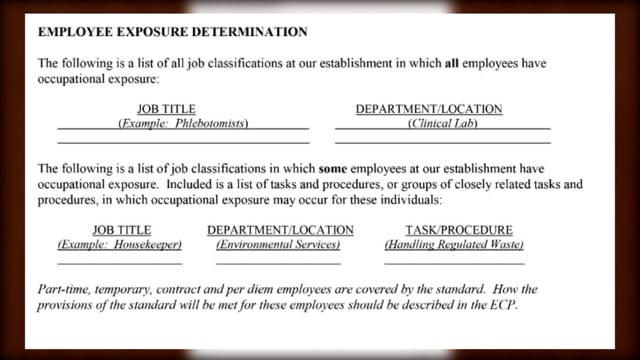 EMPLOYEE EXPOSURE DETERMINATION
The following is a list of all job classifications at our establishment in which all employees have
occupational exposure:
JOB TITLE DEPARTMENT/LOCATION
(Example: Phlebotomists) (Clinical Lab)
The following is a list of job classifications in which some employees at our establishment have
occupational exposure. Included is a list of tasks and procedures, or groups of closely related tasks and
procedures, in which occupational exposure may occur for these individuals:
JOB TITLE DEPARTMENT/LOCATION TASK/PROCEDURE
(Example: Housekeeper) (Environmental Services) (Handling Regulated Waste)
Part-time, temporary, contract and per diem employees are covered by the standard. How the
provisions of the standard will be met for these employees should be described in the ECP.